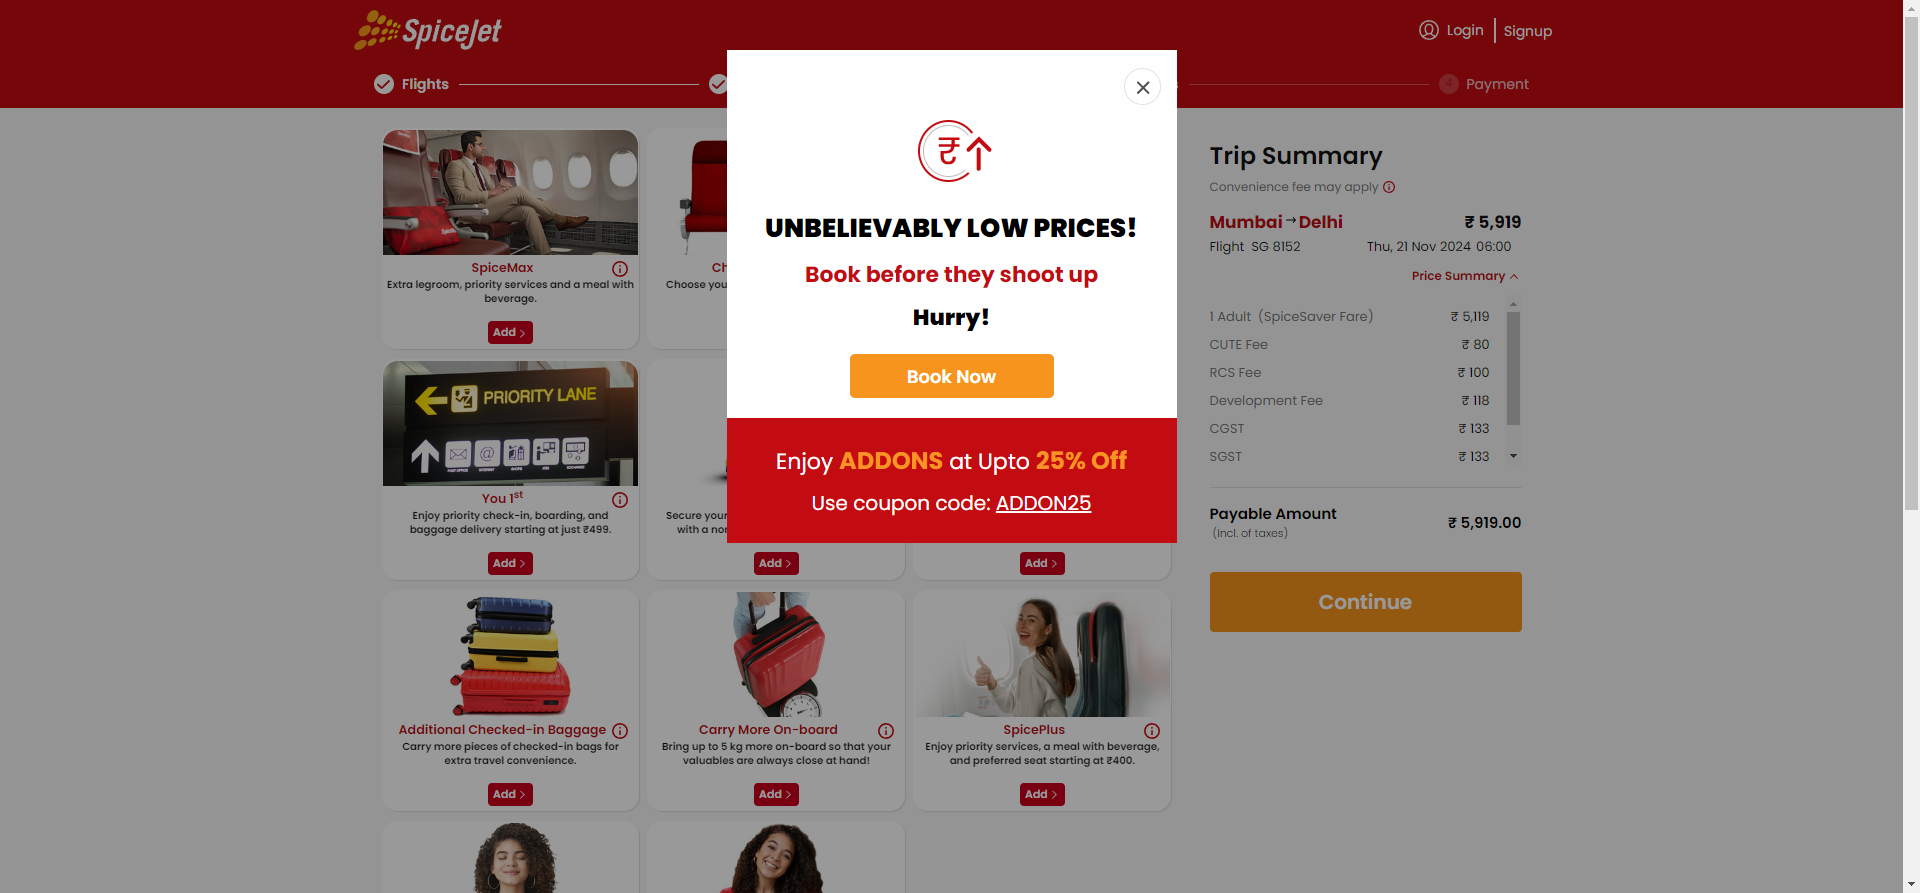 SpiceJet
Login
Signup
Flights
4
Payment
UNBELIEVABLY LOW PRICES!
Book before they shoot up
Hurry!
Book Now
Enjoy ADDONS at Upto 25% Off
Use coupon code: ADDON25
SpiceJet
SpiceMax
Extra legroom, priority services and a meal with
beverage.
Add
Ch
Choose you
PRIORITY LANE
You 1st
Enjoy priority check-in, boarding, and
baggage delivery starting at just ₹499.
Add
Secure your
with a no
Add
Add
Additional Checked-in Baggage
Carry more pieces of checked-in bags for
extra travel convenience.
Add
Carry More On-board
Bring up to 5 kg more on-board so that your
valuables are always close at hand!
Add
SpicePlus
Enjoy priority services, a meal with beverage,
and preferred seat starting at ₹400.
Add
Trip Summary
Convenience fee may apply
Mumbai → Delhi ₹ 5,919
Flight SG 8152 Thu, 21 Nov 2024 06:00
Price Summary
1 Adult (SpiceSaver Fare) ₹ 5,119
CUTE Fee ₹ 80
RCS Fee ₹ 100
Development Fee ₹ 118
CGST ₹ 133
SGST ₹ 133
Payable Amount ₹ 5,919.00
(Incl. of taxes)
Continue